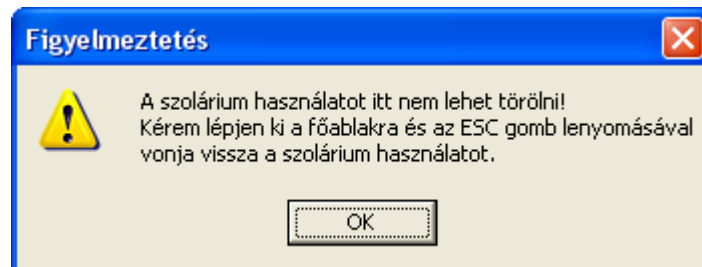 Figyelmeztetés
A szolárium használatot itt nem lehet törölni!
Kérem lépjen ki a főablakra és az ESC gomb lenyomásával
vonja vissza a szolárium használatot.
OK